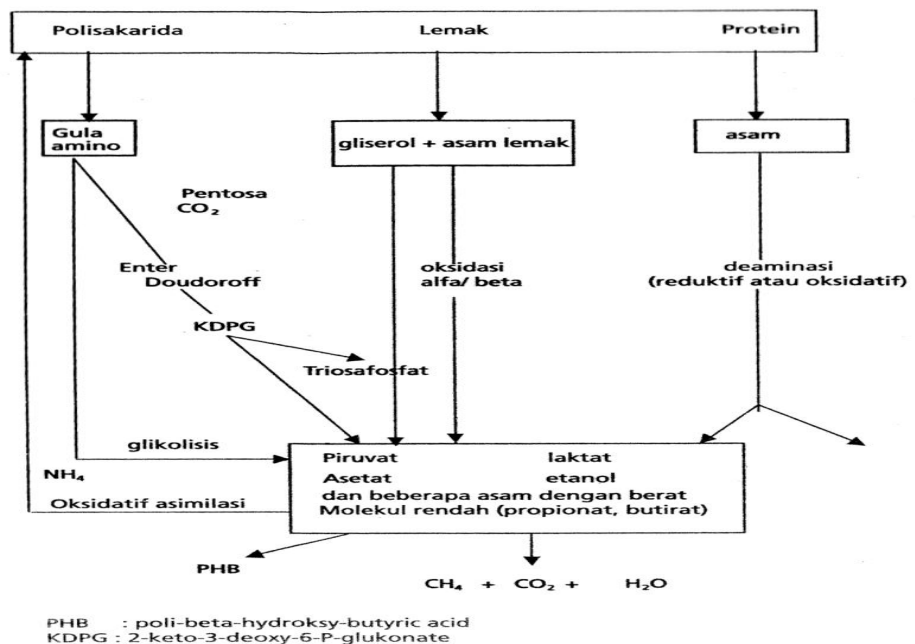 Polisakarida Lemak Protein
Gula
amino
gliserol + asam lemak
asam
Pentosa
CO₂
Enter
Doudoroff
oksidasi
alfa/ beta
deaminasi
(reduktif atau oksidatif)
KDPG
Triosafosfat
glikolisis
NH₄
Oksidatif asimilasi
Piruvat laktat
Asetat etanol
dan beberapa asam dengan berat
Molekul rendah (propionat, butirat)
PHB
CH₄ + CO₂ + H₂O
PHB : poli-beta-hydroksy-butyric acid
KDPG : 2-keto-3-deoxy-6-P-glukonate